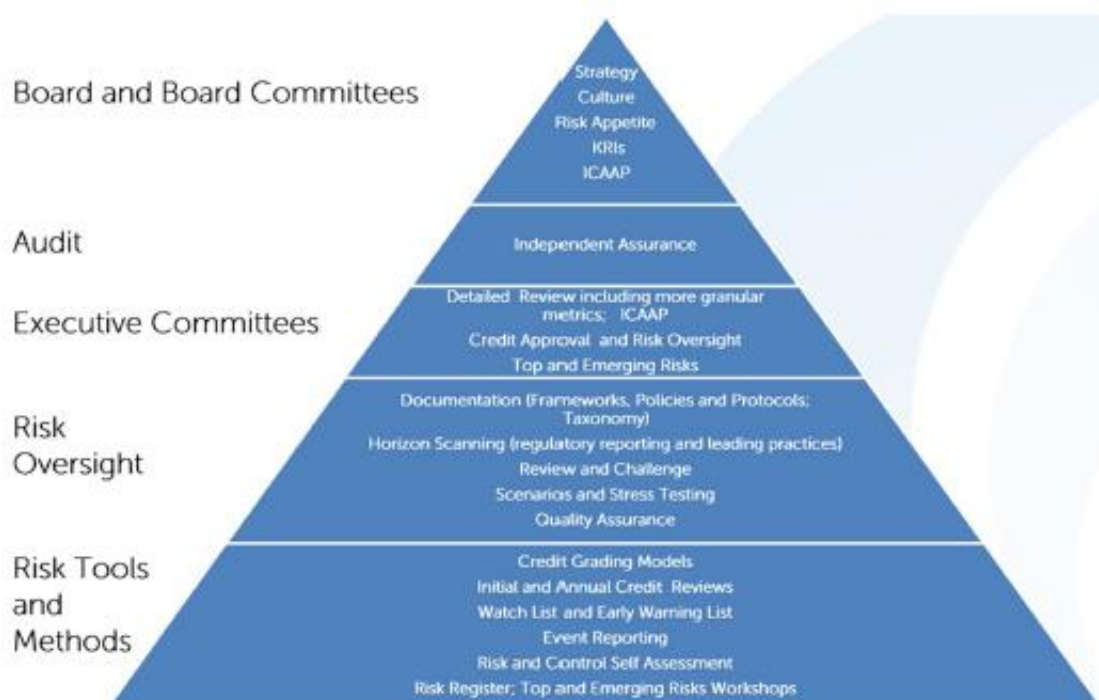 Board and Board Committees
Strategy
Culture
Risk Appetite
KRIs
ICAAP
Audit
Independent Assurance
Executive Committees
Detailed Review including more granular
metrics; ICAAP
Credit Approval and Risk Oversight
Top and Emerging Risks
Risk
Oversight
Documentation (Frameworks, Policies and Protocols;
Taxonomy)
Horizon Scanning (regulatory reporting and leading practices)
Review and Challenge
Scenarios and Stress Testing
Quality Assurance
Risk Tools
and
Methods
Credit Grading Models
Initial and Annual Credit Reviews
Watch List and Early Warning List
Event Reporting
Risk and Control Self Assessment
Risk Register; Top and Emerging Risks Workshops